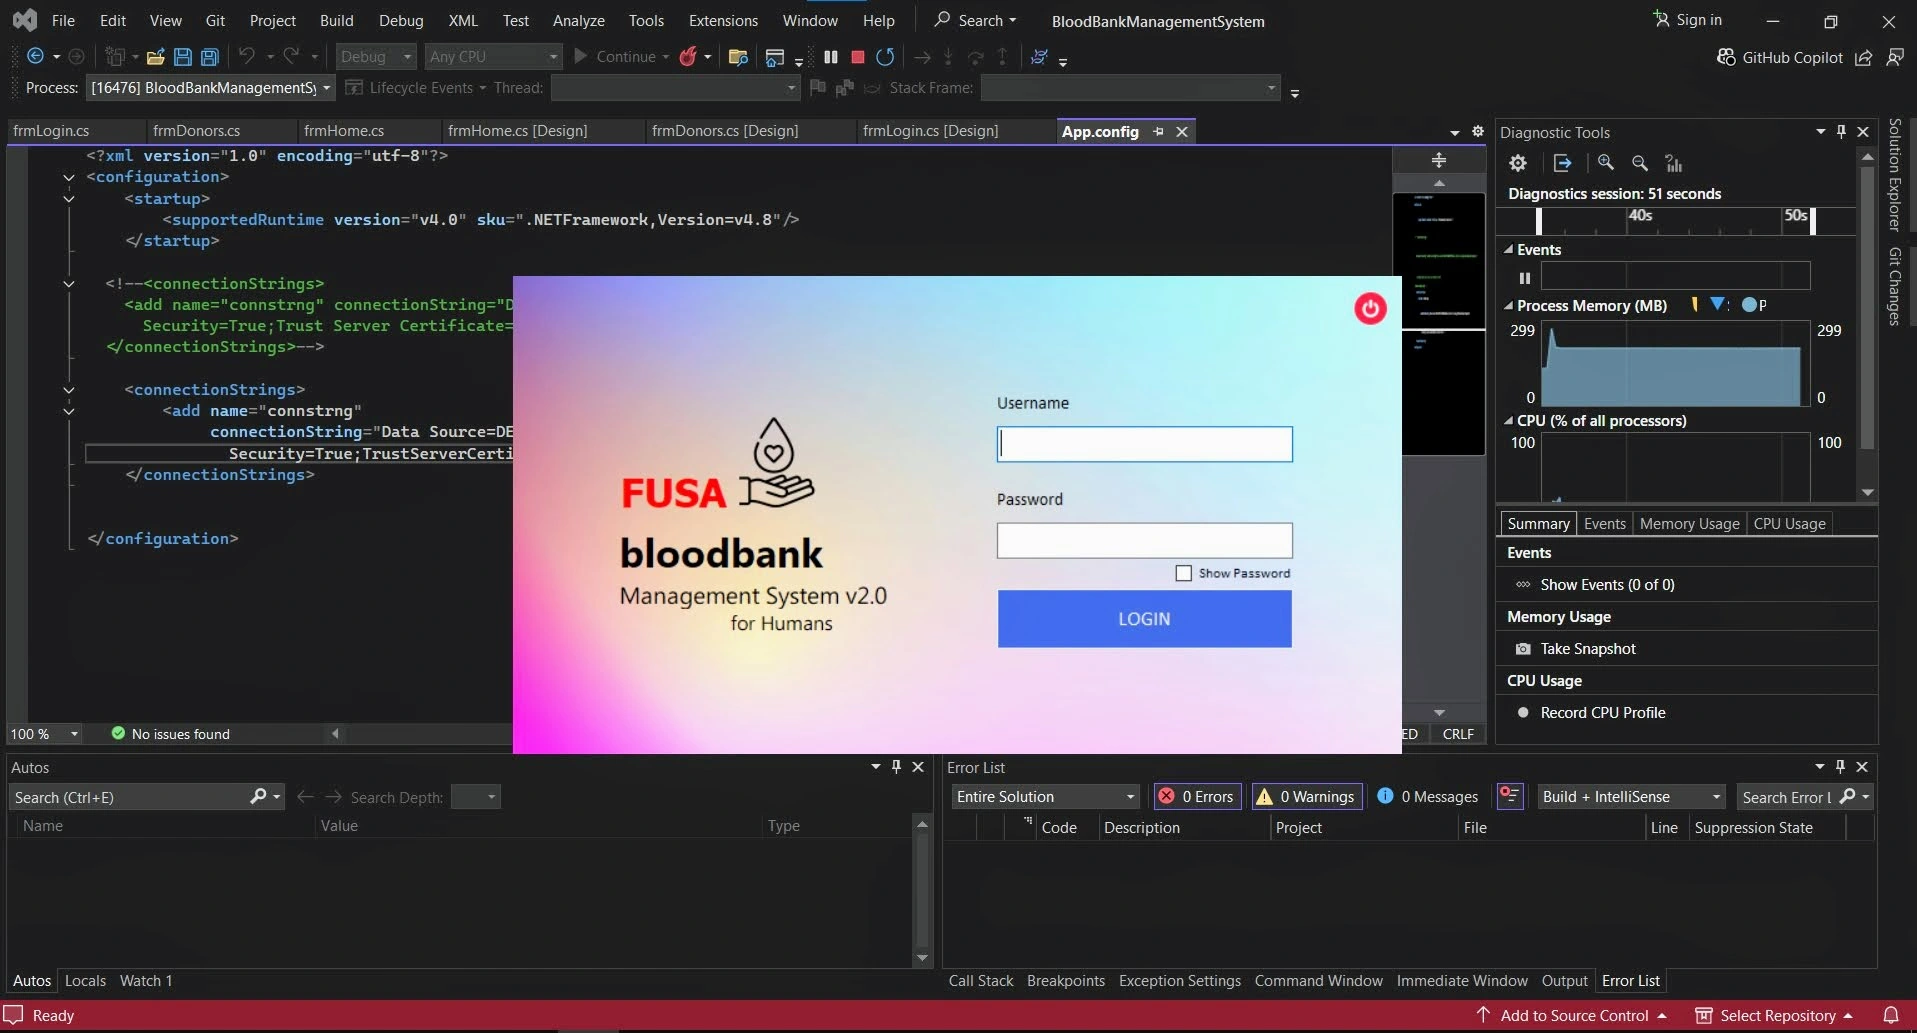 File Edit View Git Project Build Debug XML Test Analyze Tools Extensions Window Help Search BloodBankManagementSystem Sign in
Debug Any CPU Continue GitHub Copilot
Process: [16476] BloodBankManagementSy Lifecycle Events Thread: Stack Frame:
frmLogin.cs frmDonors.cs frmHome.cs frmHome.cs [Design] frmDonors.cs [Design] frmLogin.cs [Design] App.config
<?xml version="1.0" encoding="utf-8"?>
<configuration>
<startup>
<supportedRuntime version="v4.0" sku=".NETFramework,Version=v4.8"/>
</startup>
<!--<connectionStrings>
<add name="connstrng" connectionString="D
Security=True;Trust Server Certificate=
</connectionStrings>-->
<connectionStrings>
<add name="connstrng"
connectionString="Data Source=DE
Security=True;TrustServerCerti
</connectionStrings>
</configuration>
FUSA
bloodbank
Management System v2.0
for Humans
Username
Password
Show Password
LOGIN
100 % No issues found
ED CRLF
Diagnostic Tools
Diagnostics session: 51 seconds
40s 50s
Events
Process Memory (MB) P
299 299
0 0
CPU (% of all processors)
100 100
Summary Events Memory Usage CPU Usage
Events
Show Events (0 of 0)
Memory Usage
Take Snapshot
CPU Usage
Record CPU Profile
Solution Explorer
Git Changes
Autos
Search (Ctrl+E) Search Depth:
Name Value Type
Autos Locals Watch 1
Error List
Entire Solution 0 Errors 0 Warnings 0 Messages Build + IntelliSense Search Error L
Code Description Project File Line Suppression State
Call Stack Breakpoints Exception Settings Command Window Immediate Window Output Error List
Ready Add to Source Control Select Repository